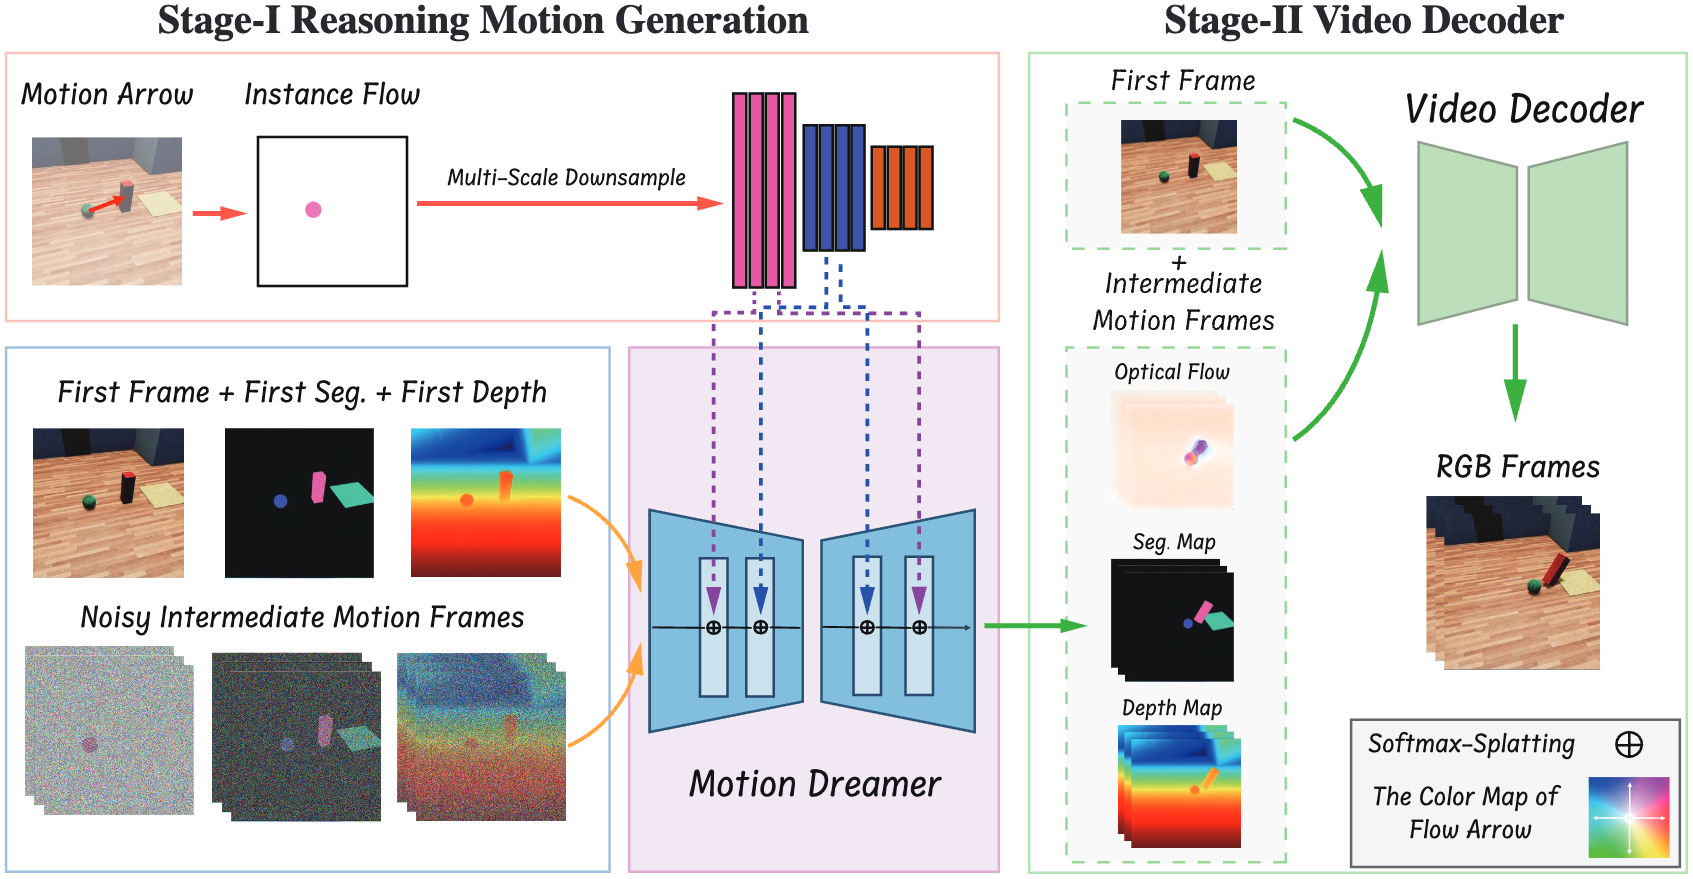 Stage-I Reasoning Motion Generation
Motion Arrow
Instance Flow
Multi-Scale Downsample
First Frame + First Seg. + First Depth
Noisy Intermediate Motion Frames
Motion Dreamer
Stage-II Video Decoder
First Frame
+
Intermediate
Motion Frames
Optical Flow
Seg. Map
Depth Map
Video Decoder
RGB Frames
Softmax-Splatting
The Color Map of
Flow Arrow